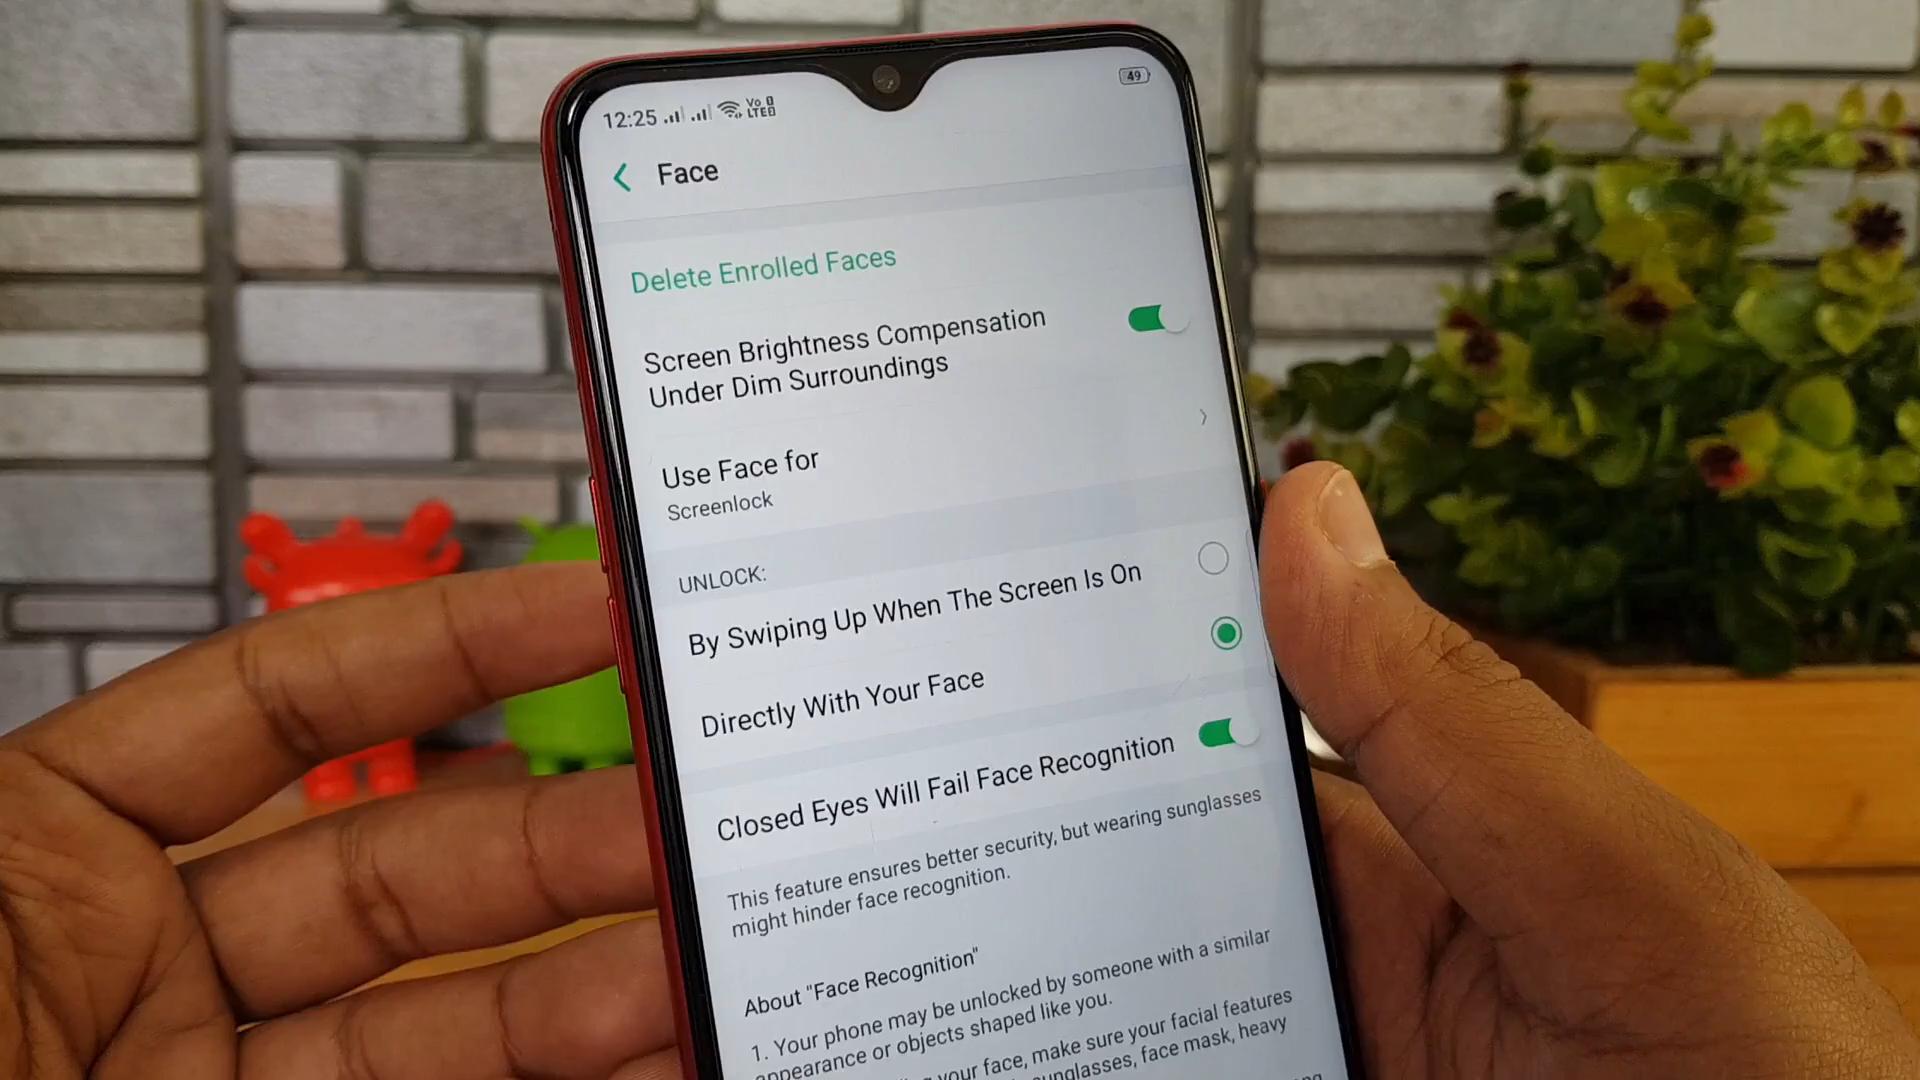 12:25 Vo LTE 49
Face
Delete Enrolled Faces
Screen Brightness Compensation
Under Dim Surroundings
Use Face for
Screenlock
UNLOCK:
By Swiping Up When The Screen Is On
Directly With Your Face
Closed Eyes Will Fail Face Recognition
This feature ensures better security, but wearing sunglasses
might hinder face recognition.
About "Face Recognition"
1. Your phone may be unlocked by someone with a similar
appearance or objects shaped like you.
your face, make sure your facial features
sunglasses, face mask, heavy